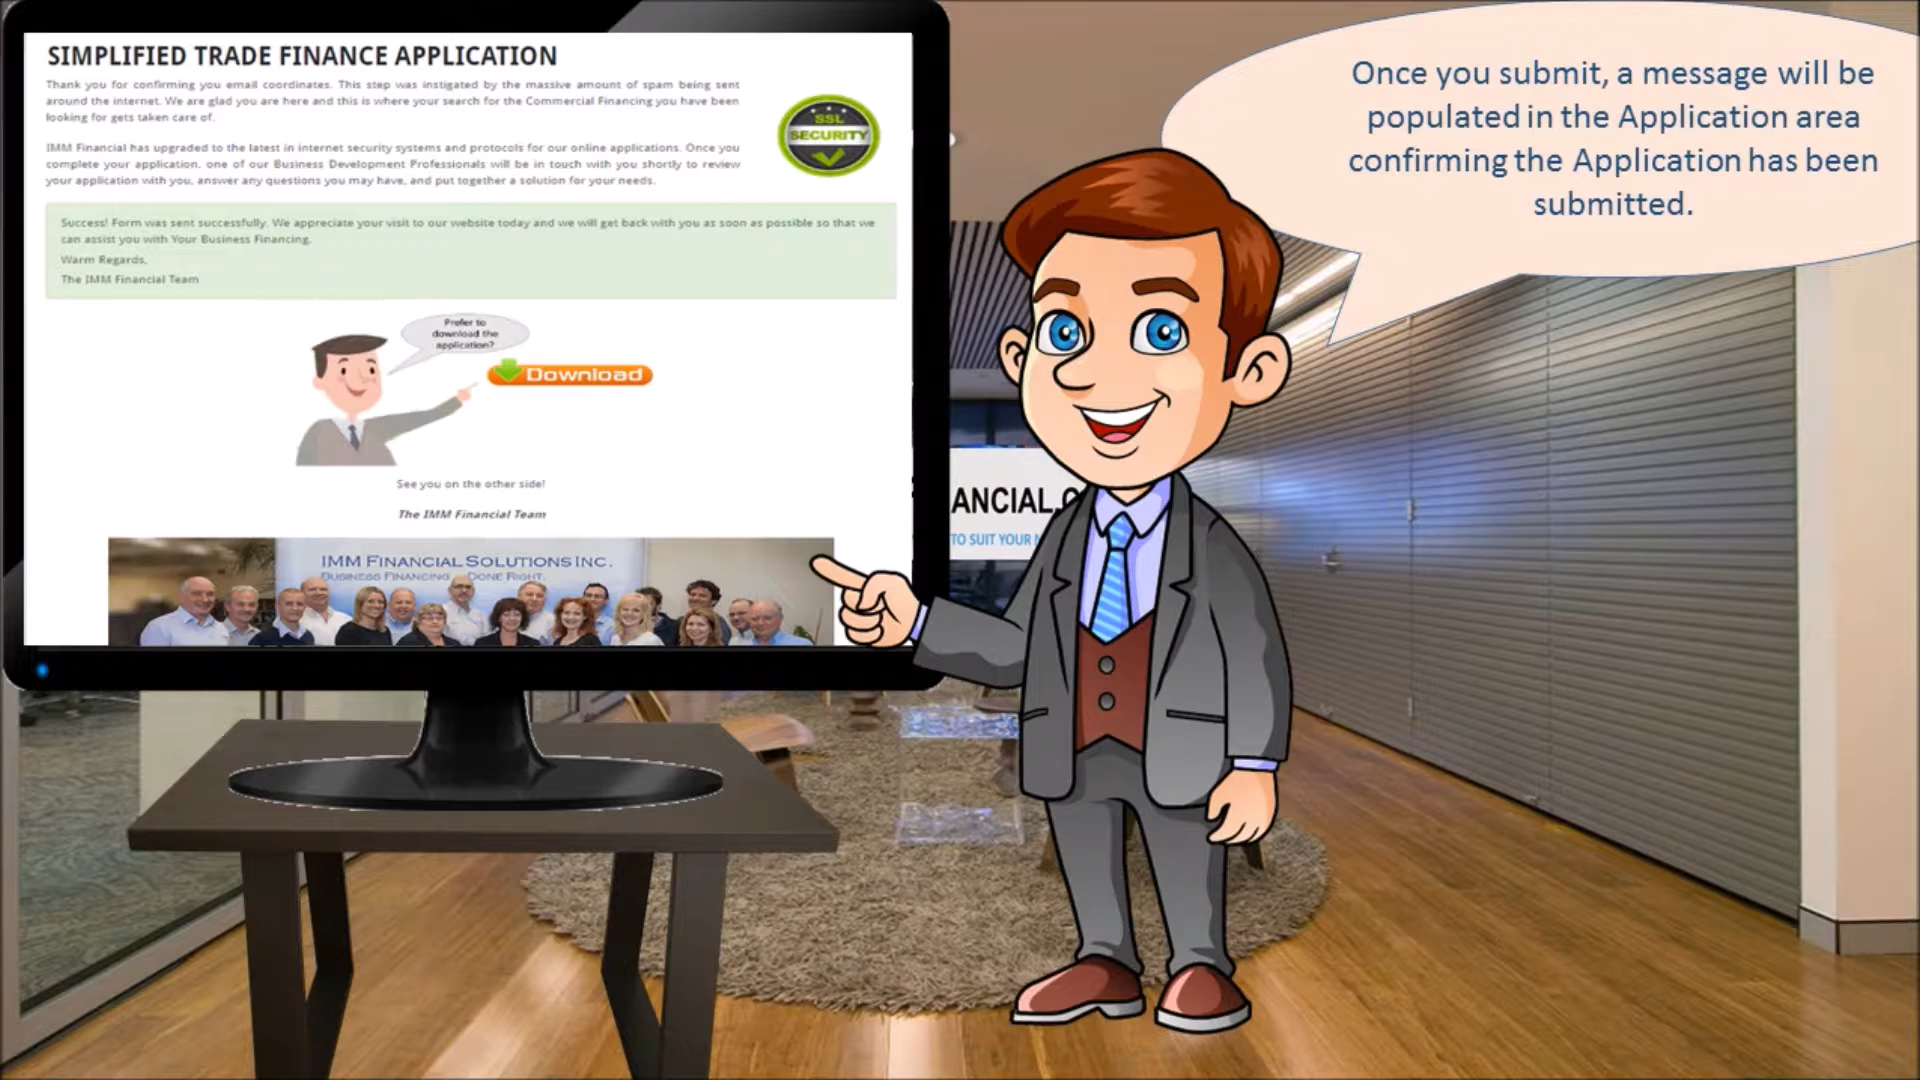 SIMPLIFIED TRADE FINANCE APPLICATION
Thank you for confirming you email coordinates. This step was instigated by the massive amount of spam being sent
around the internet. We are glad you are here and this is where your search for the Commercial Financing you have been
looking for gets taken care of.
IMM Financial has upgraded to the latest in internet security systems and protocols for our online applications. Once you
complete your application, one of our Business Development Professionals will be in touch with you shortly to review
your application with you, answer any questions you may have, and put together a solution for your needs.
SSL
SECURITY
Success! Form was sent successfully. We appreciate your visit to our website today and we will get back with you as soon as possible so that we
can assist you with Your Business Financing.
Warm Regards,
The IMM Financial Team
Prefer to
download the
application?
Download
See you on the other side!
The IMM Financial Team
IMM FINANCIAL SOLUTIONS INC.
BUSINESS FINANCING DONE RIGHT.
Once you submit, a message will be
populated in the Application area
confirming the Application has been
submitted.
ANCIAL.
TO SUIT YOUR